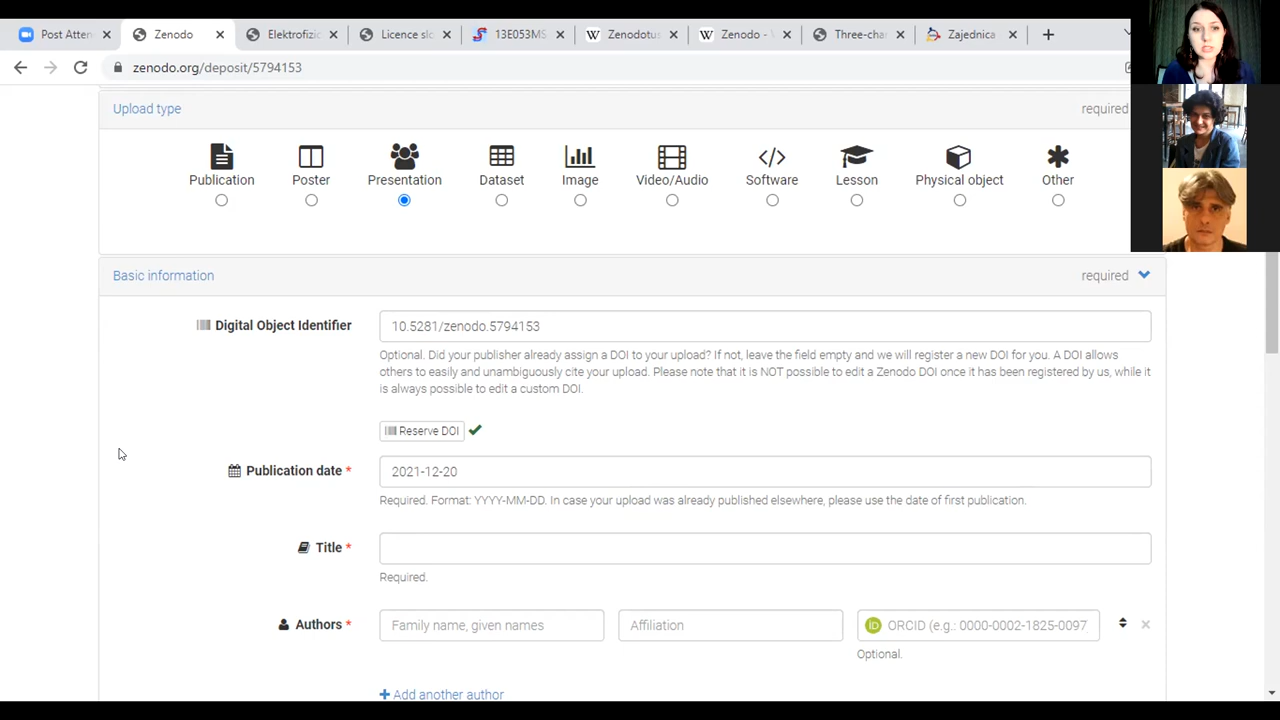 Post Atten
Zenodo
Elektrofizic
Licence slo
13E053MS
Zenodotus
Zenodo - W
Three-cha
Zajednica
zenodo.org/deposit/5794153
Upload type
required
Publication
Poster
Presentation
Dataset
Image
Video/Audio
Software
Lesson
Physical object
Other
Basic information
required
Digital Object Identifier
10.5281/zenodo.5794153
Optional. Did your publisher already assign a DOI to your upload? If not, leave the field empty and we will register a new DOI for you. A DOI allows
others to easily and unambiguously cite your upload. Please note that it is NOT possible to edit a Zenodo DOI once it has been registered by us, while it
is always possible to edit a custom DOI.
Reserve DOI
Publication date *
2021-12-20
Required. Format: YYYY-MM-DD. In case your upload was already published elsewhere, please use the date of first publication.
Title *
Required.
Authors *
Family name, given names
Affiliation
iD
ORCID (e.g.: 0000-0002-1825-0097
Optional.
Add another author